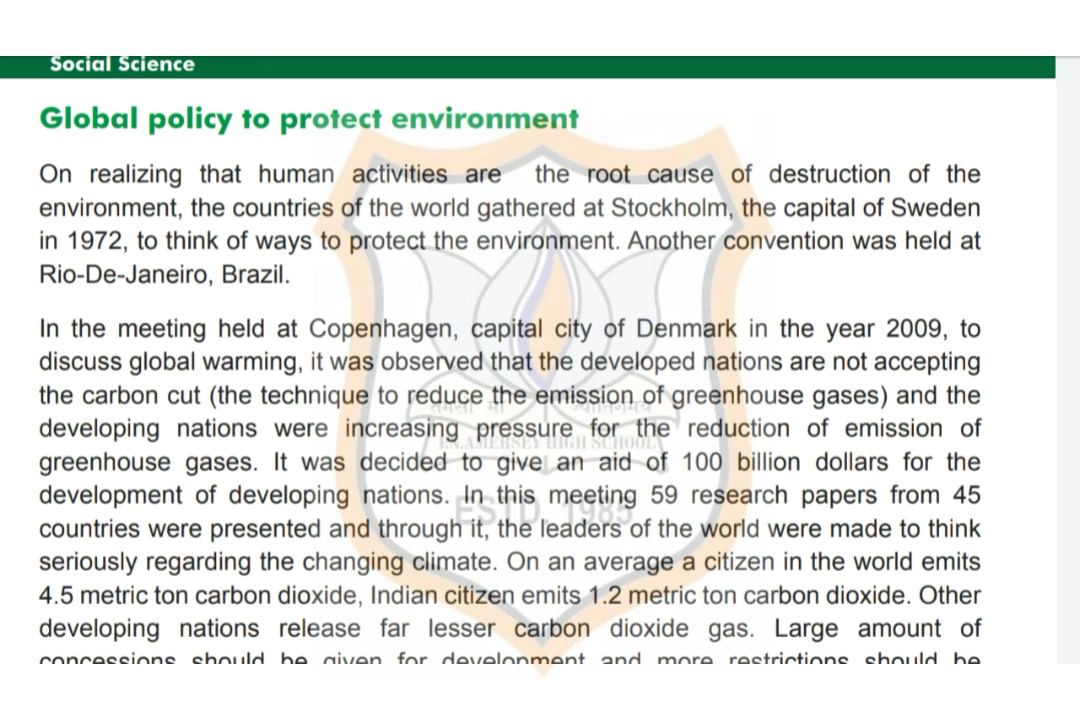 Social Science
Global policy to protect environment
On realizing that human activities are the root cause of destruction of the
environment, the countries of the world gathered at Stockholm, the capital of Sweden
in 1972, to think of ways to protect the environment. Another convention was held at
Rio-De-Janeiro, Brazil.
In the meeting held at Copenhagen, capital city of Denmark in the year 2009, to
discuss global warming, it was observed that the developed nations are not accepting
the carbon cut (the technique to reduce the emission of greenhouse gases) and the
developing nations were increasing pressure for the reduction of emission of
greenhouse gases. It was decided to give an aid of 100 billion dollars for the
development of developing nations. In this meeting 59 research papers from 45
countries were presented and through it, the leaders of the world were made to think
seriously regarding the changing climate. On an average a citizen in the world emits
4.5 metric ton carbon dioxide, Indian citizen emits 1.2 metric ton carbon dioxide. Other
developing nations release far lesser carbon dioxide gas. Large amount of
concessions should be given for development and more restrictions should be
HIGH SCHOOL
ESTD. 1985